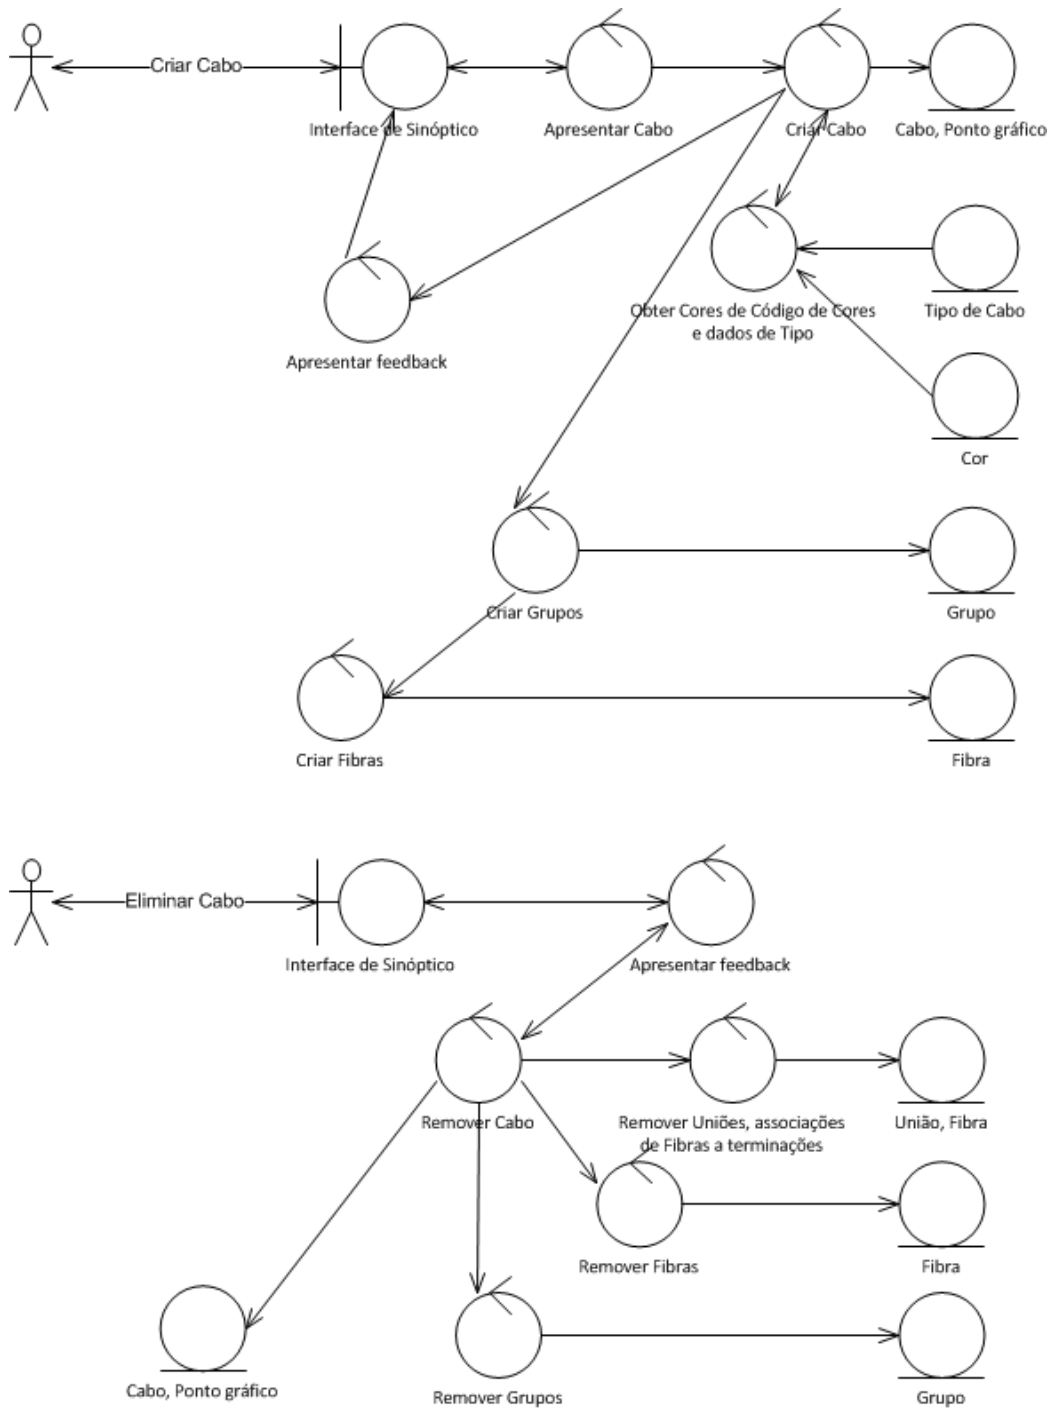 Criar Cabo
Interface de Sinóptico
Apresentar Cabo
Criar Cabo
Cabo, Ponto gráfico
Obter Cores de Código de Cores
e dados de Tipo
Tipo de Cabo
Apresentar feedback
Cor
Criar Grupos
Grupo
Criar Fibras
Fibra
Eliminar Cabo
Interface de Sinóptico
Apresentar feedback
Remover Cabo
Remover Uniões, associações
de Fibras a terminações
União, Fibra
Remover Fibras
Fibra
Cabo, Ponto gráfico
Remover Grupos
Grupo